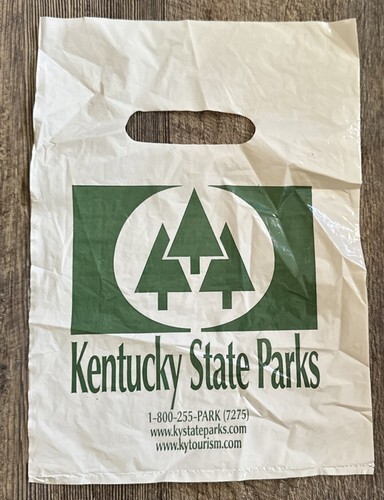 Kentucky State Parks
1-800-255-PARK (7275)
www.kystateparks.com
www.kytourism.com